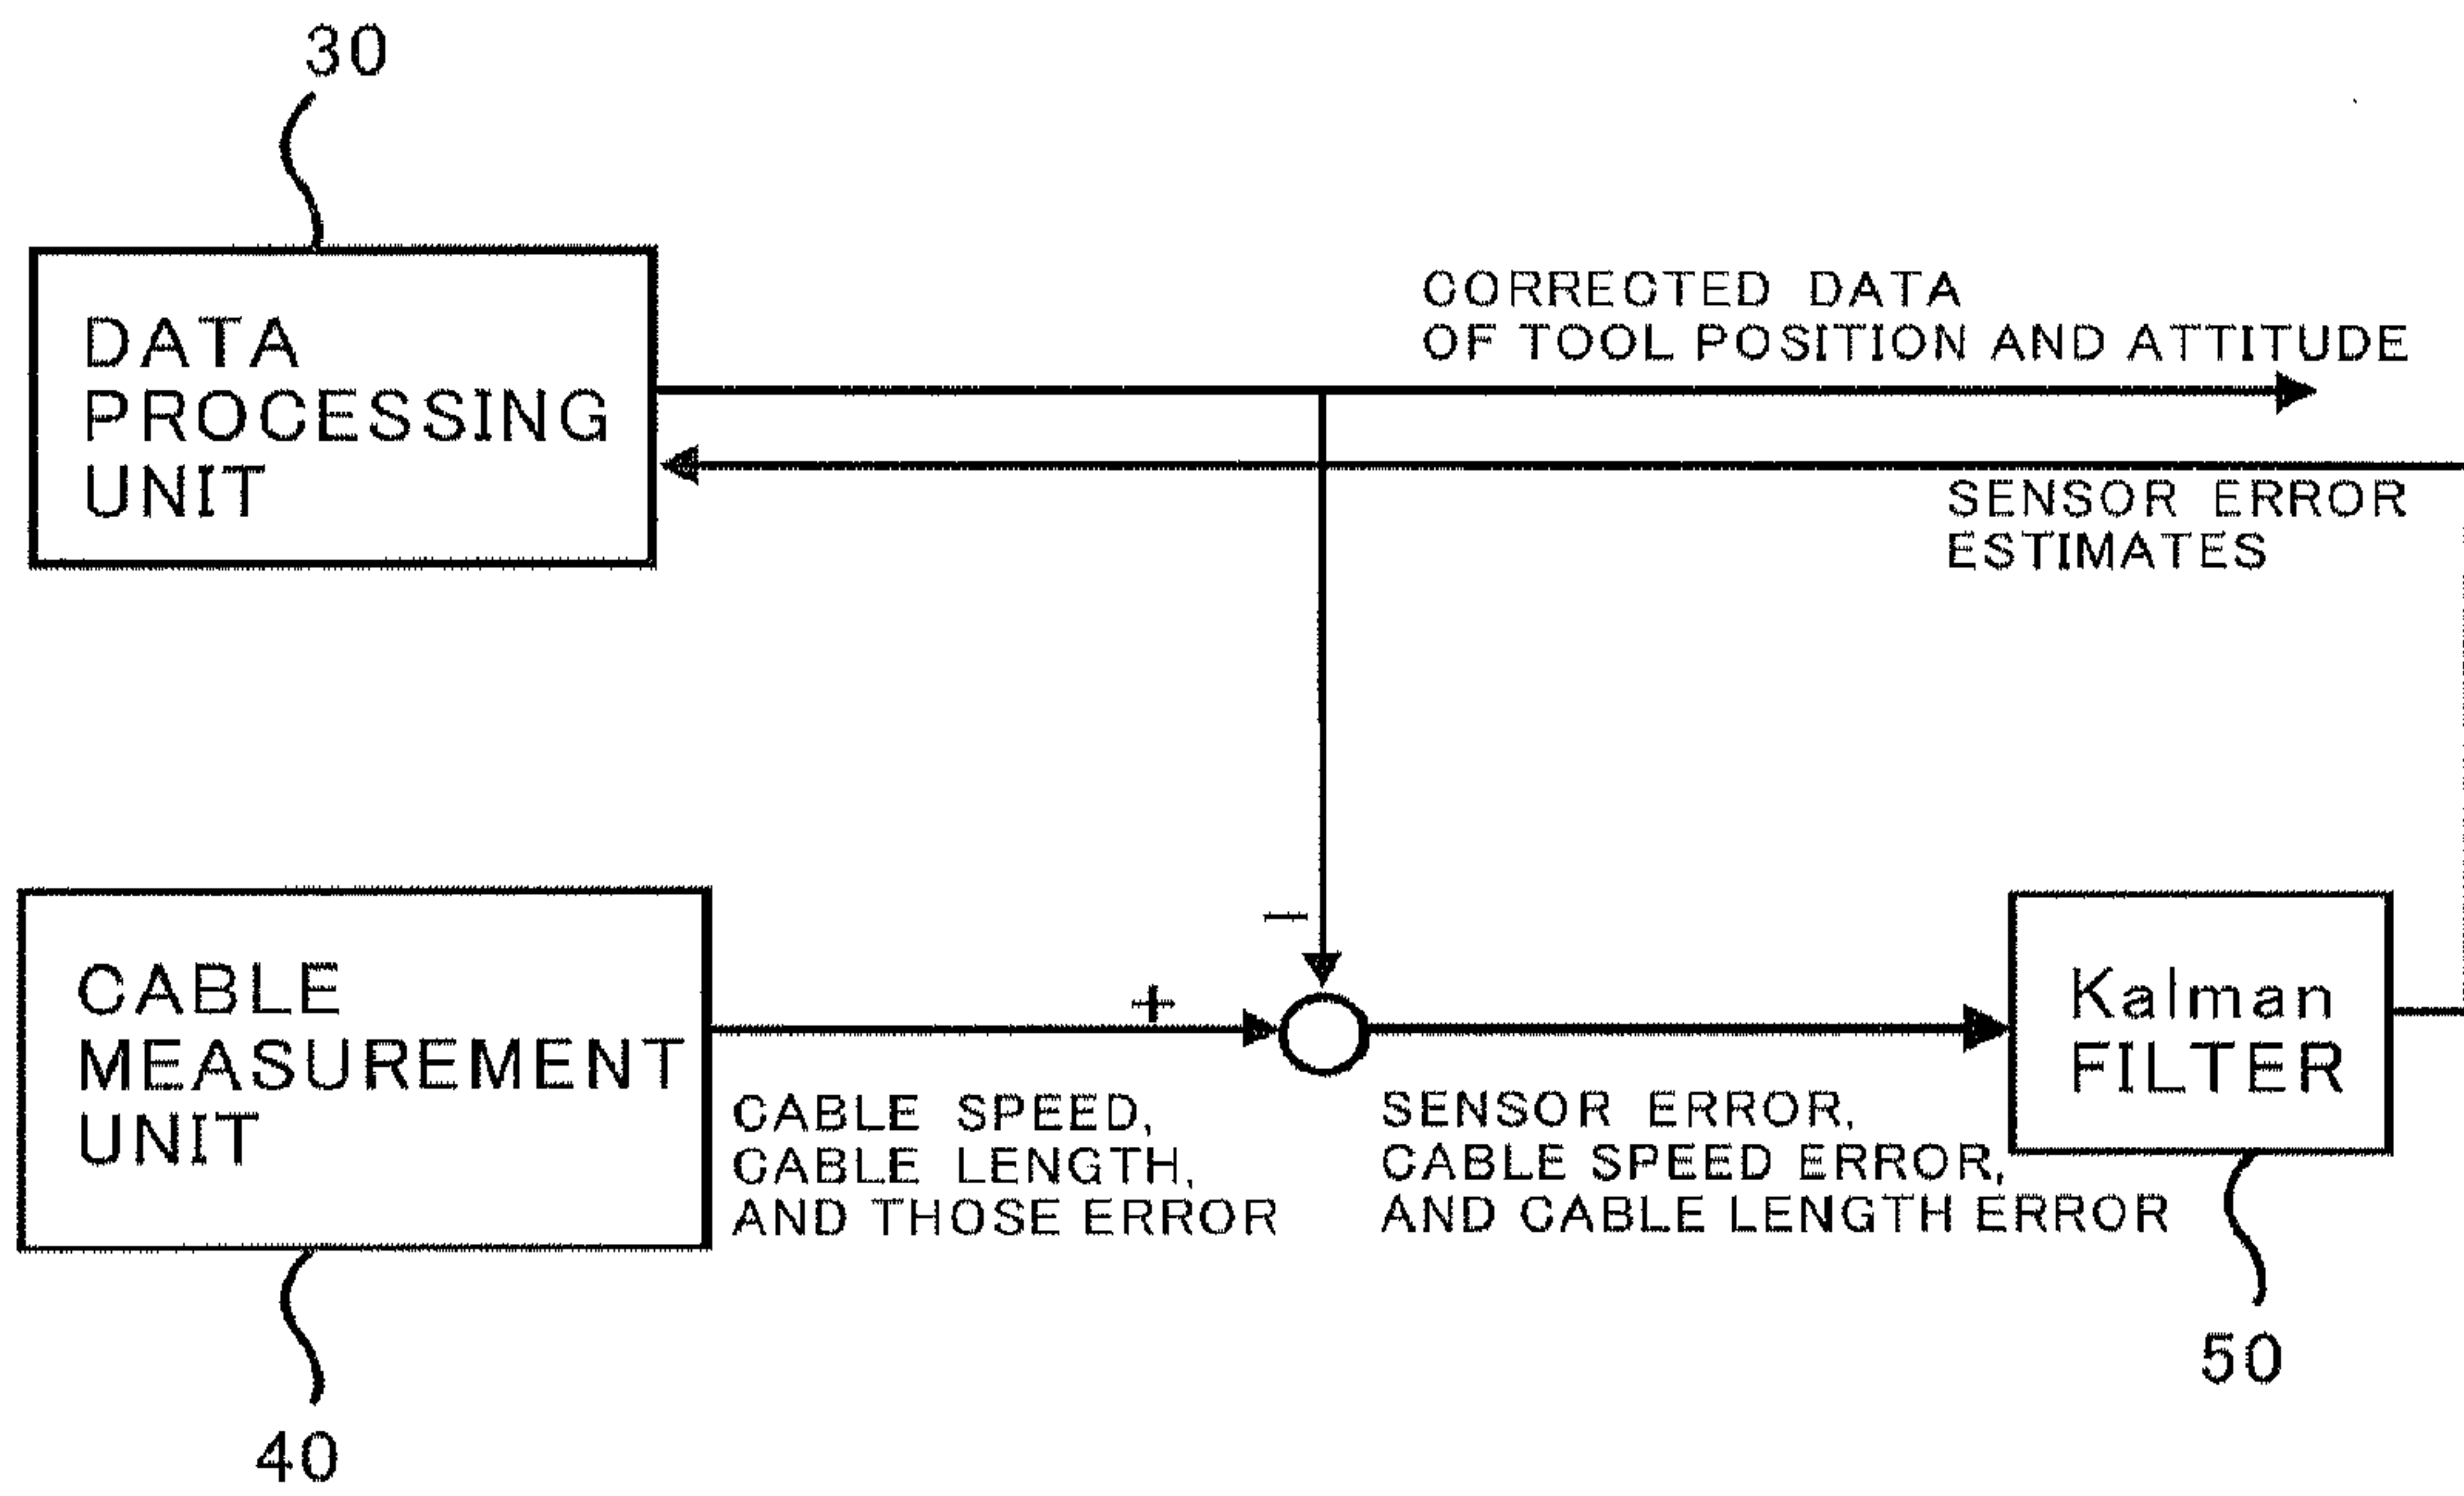 30
DATA
PROCESSING
UNIT
CORRECTED DATA
OF TOOL POSITION AND ATTITUDE
SENSOR ERROR
ESTIMATES
CABLE
MEASUREMENT
UNIT
40
−
+
CABLE SPEED,
CABLE LENGTH,
AND THOSE ERROR
SENSOR ERROR,
CABLE SPEED ERROR,
AND CABLE LENGTH ERROR
Kalman
FILTER
50